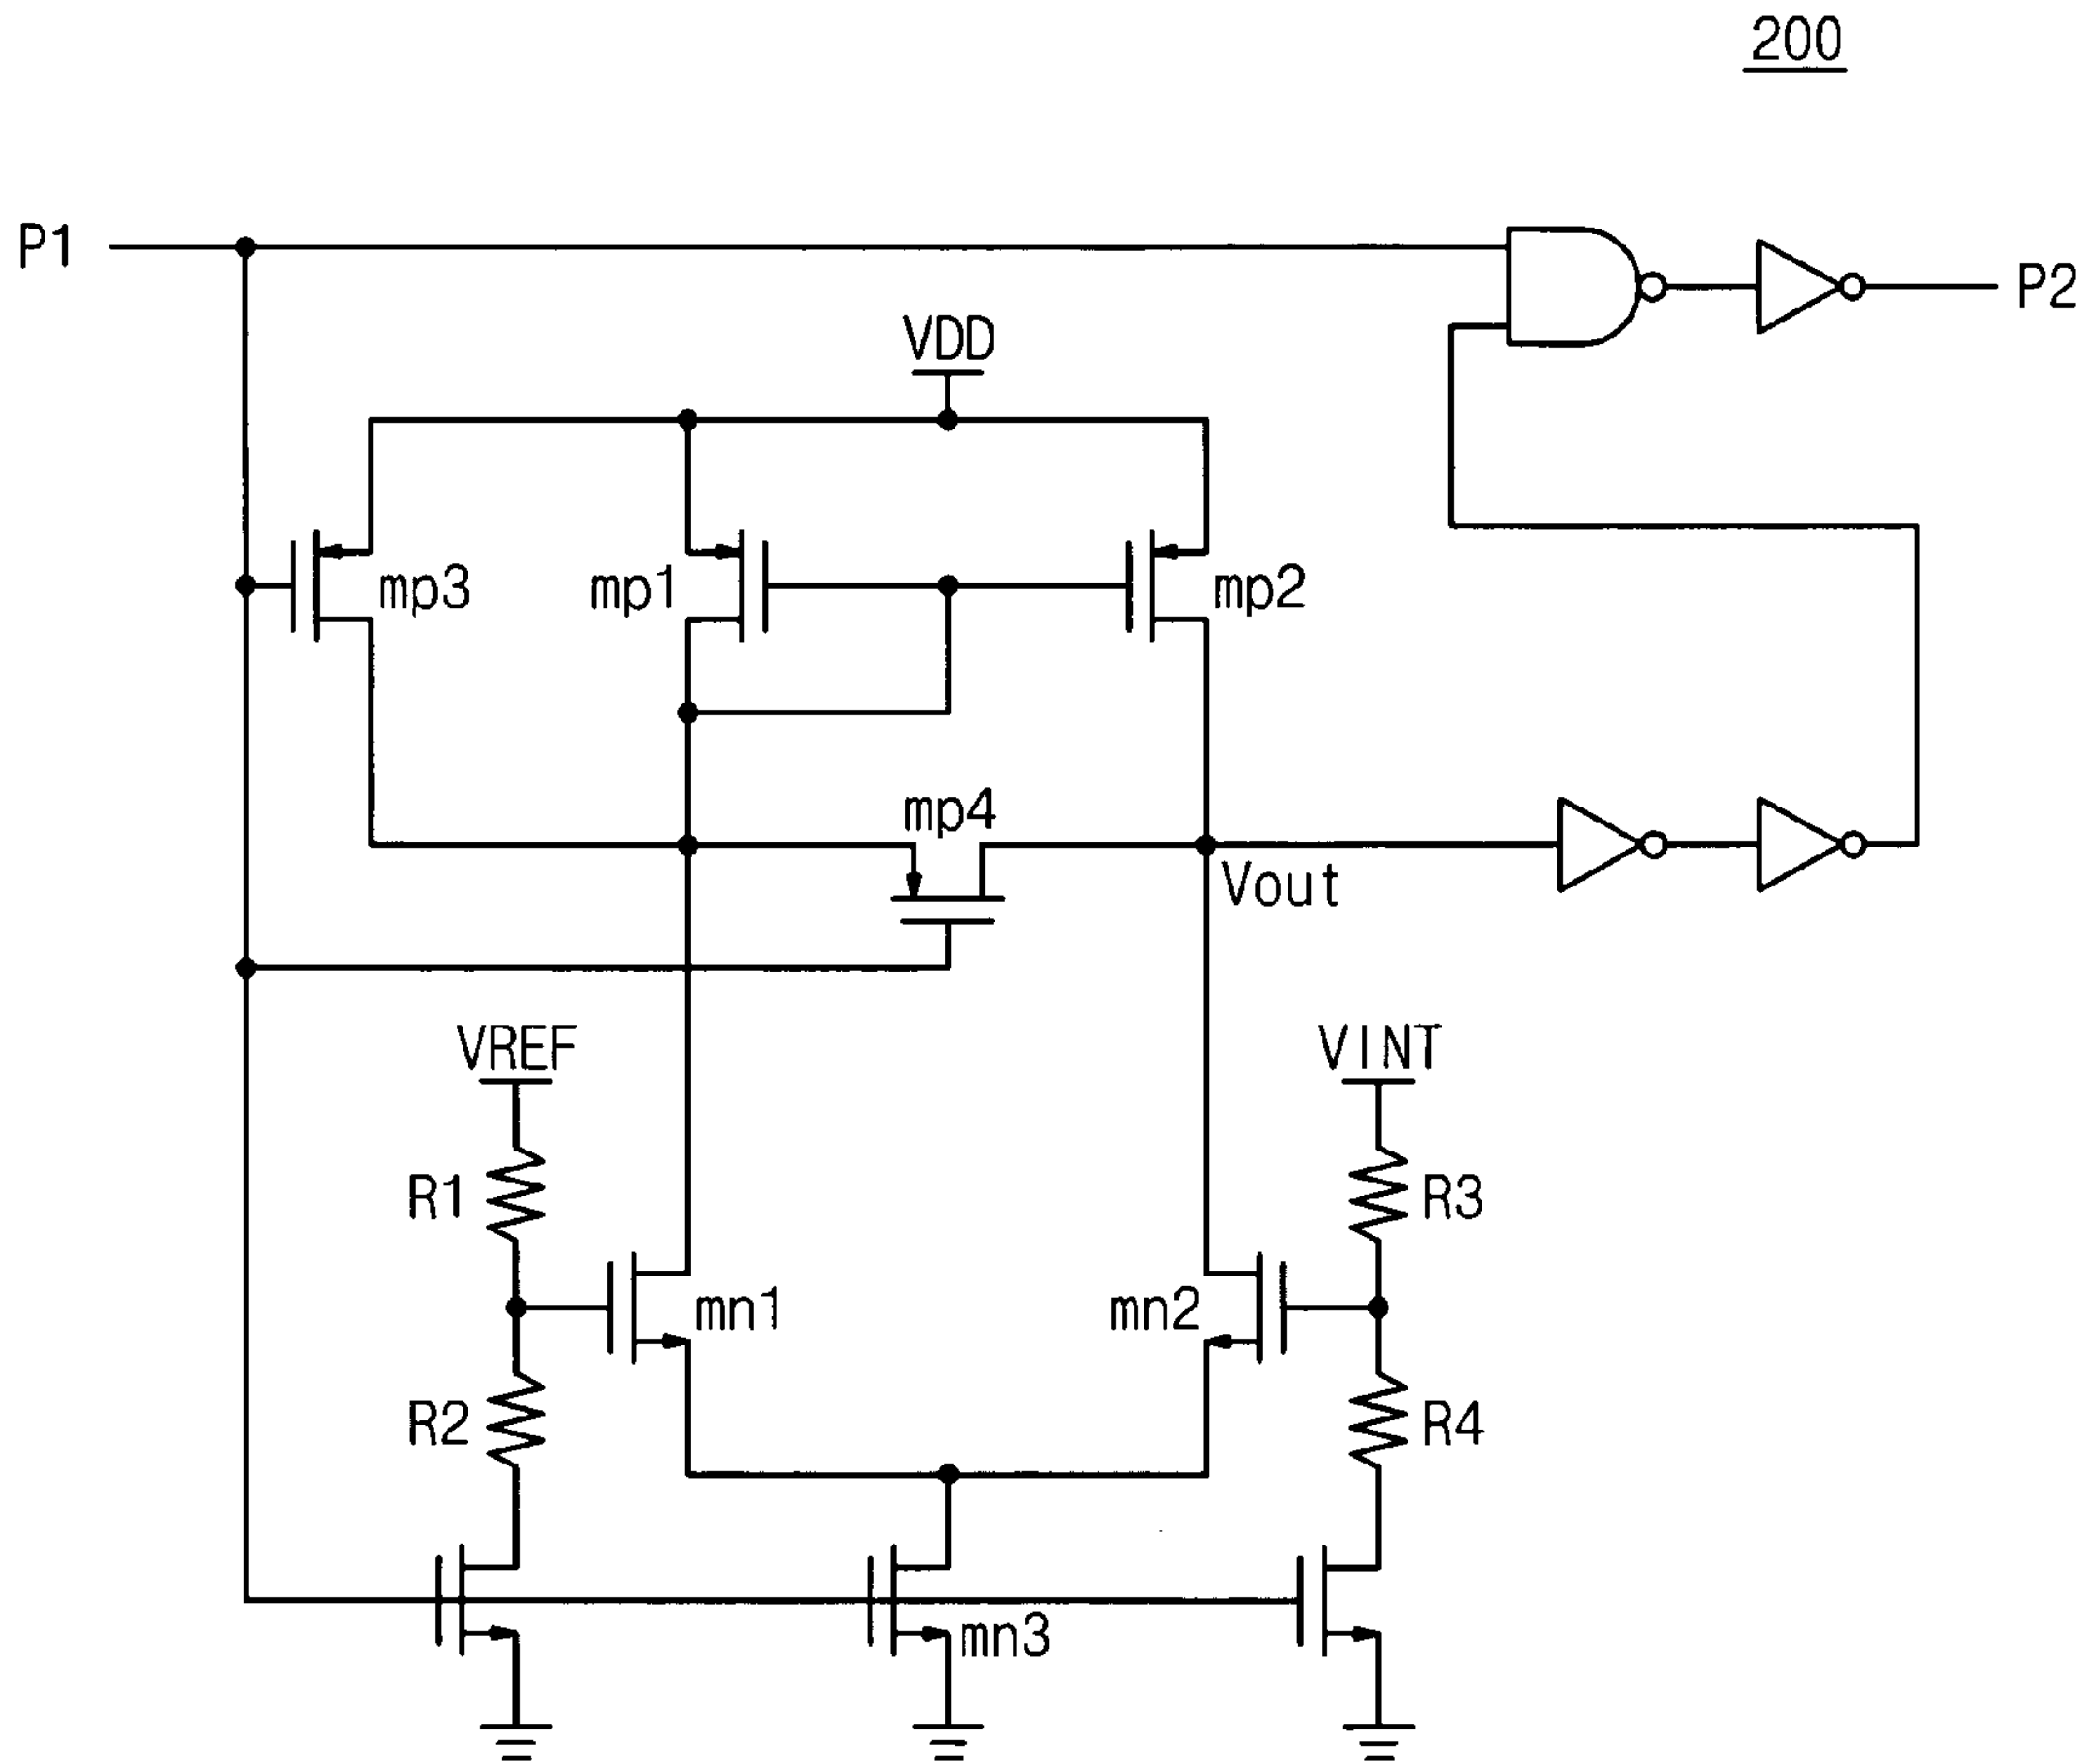 200
P1
P2
VDD
mp3
mp1
mp2
mp4
Vout
VREF
VINT
R1
R3
mn1
mn2
R2
R4
mn3